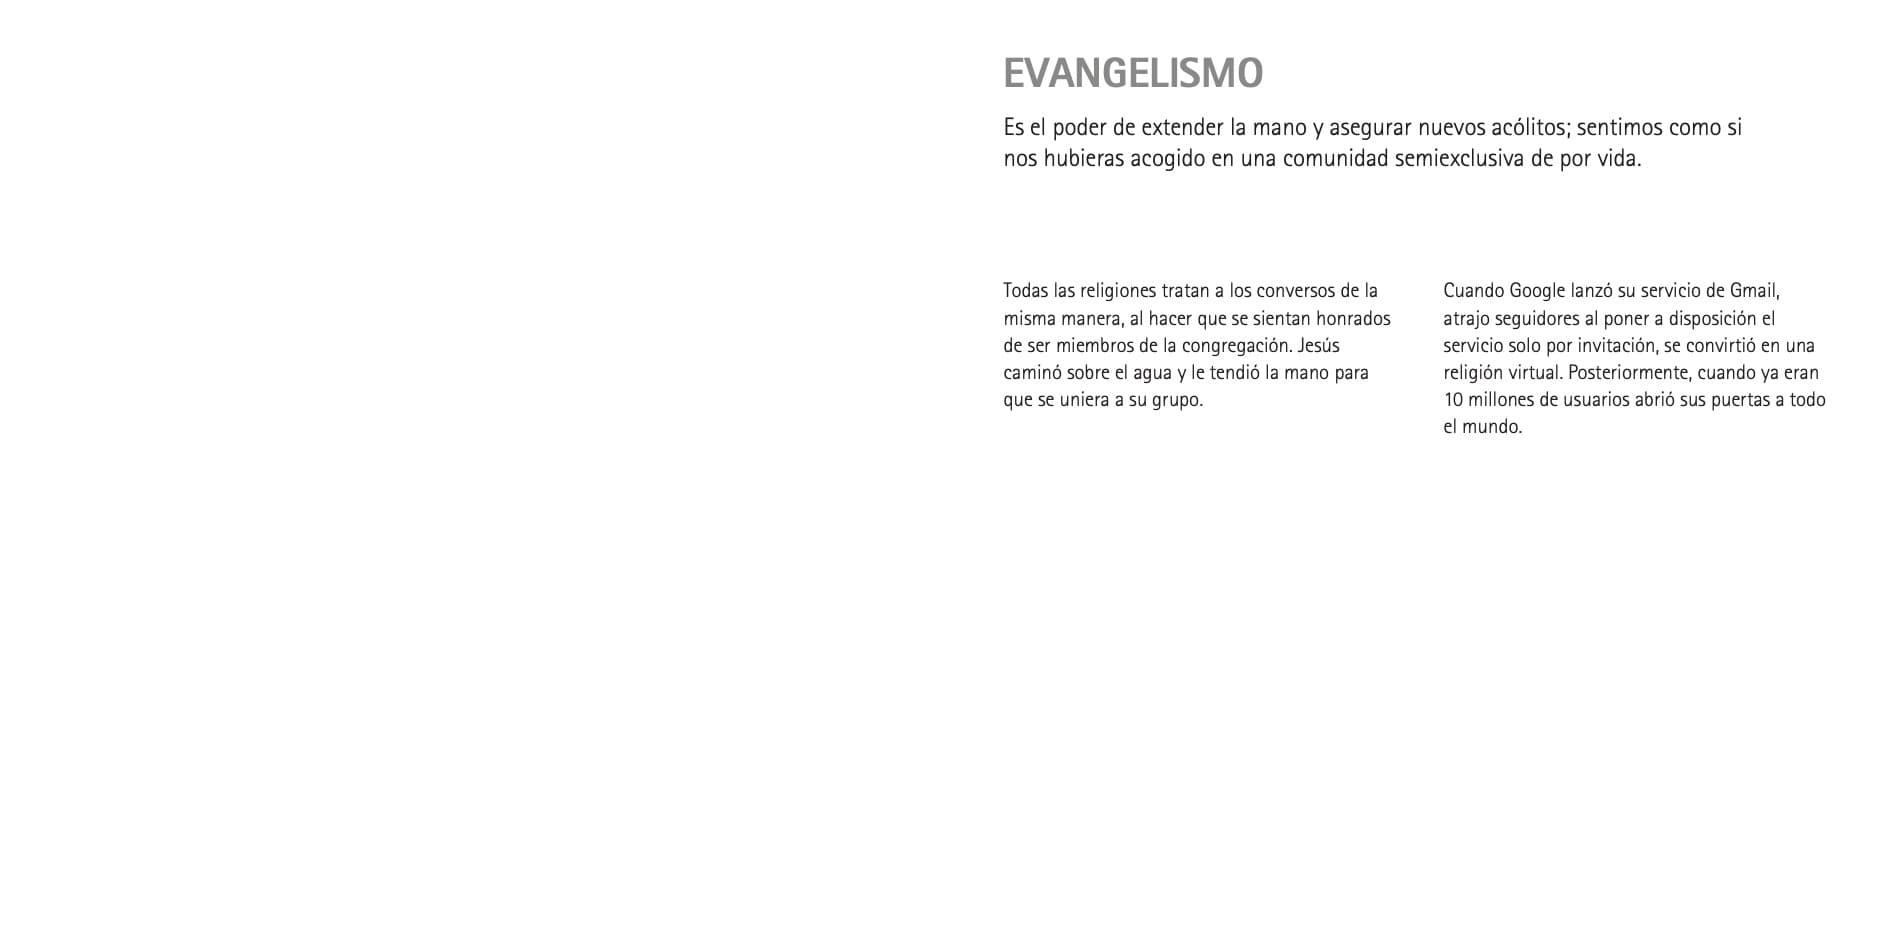 EVANGELISMO
Es el poder de extender la mano y asegurar nuevos acólitos; sentimos como si
nos hubieras acogido en una comunidad semiexclusiva de por vida.
Todas las religiones tratan a los conversos de la
misma manera, al hacer que se sientan honrados
de ser miembros de la congregación. Jesús
caminó sobre el agua y le tendió la mano para
que se uniera a su grupo.
Cuando Google lanzó su servicio de Gmail,
atrajo seguidores al poner a disposición el
servicio solo por invitación, se convirtió en una
religión virtual. Posteriormente, cuando ya eran
10 millones de usuarios abrió sus puertas a todo
el mundo.